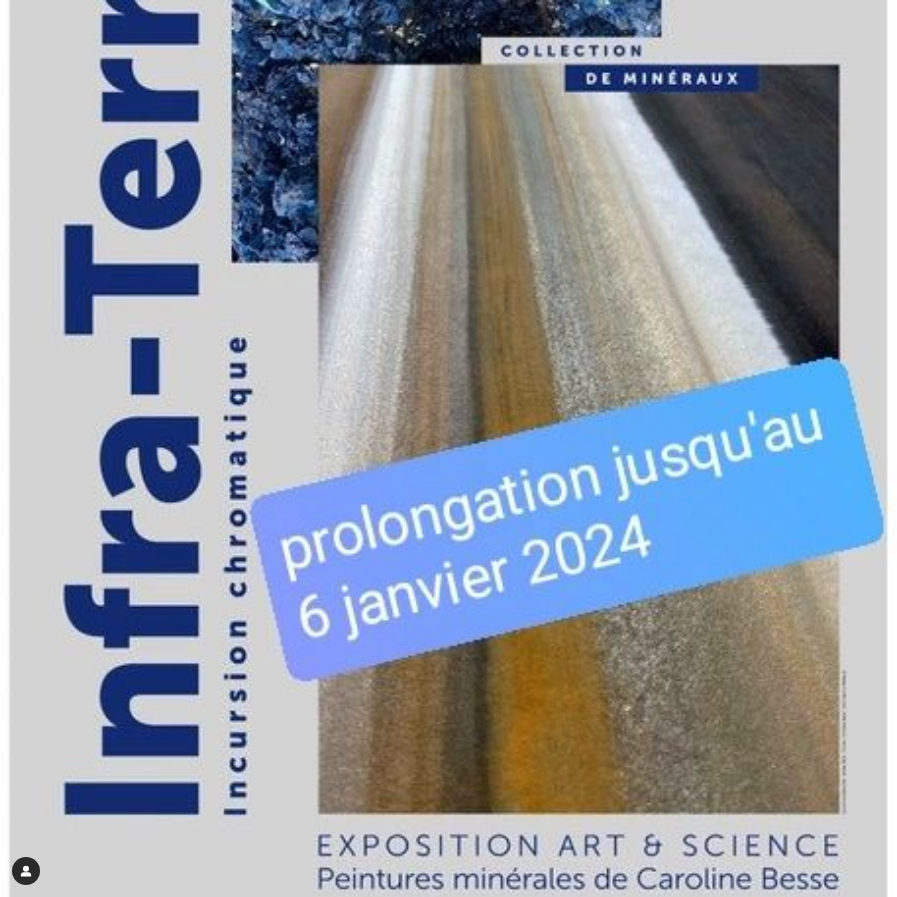 Infra-Terr
Incursion chromatique
COLLECTION
DE MINÉRAUX
prolongation jusqu'au
6 janvier 2024
EXPOSITION ART & SCIENCE
Peintures minérales de Caroline Besse